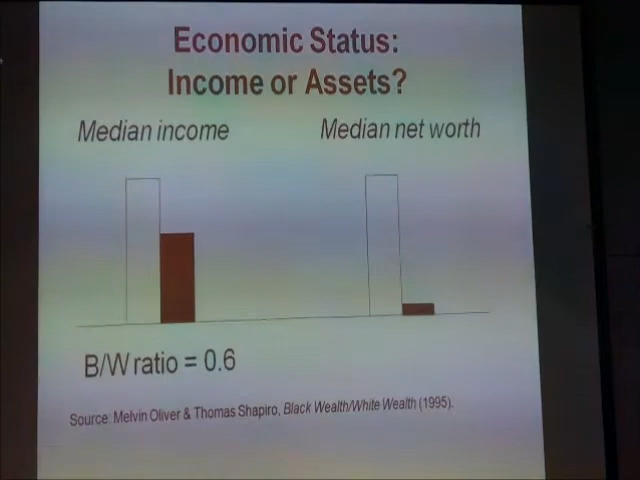 Economic Status:
Income or Assets?
Median income
Median net worth
B/W ratio = 0.6
Source: Melvin Oliver & Thomas Shapiro, Black Wealth/White Wealth (1995).